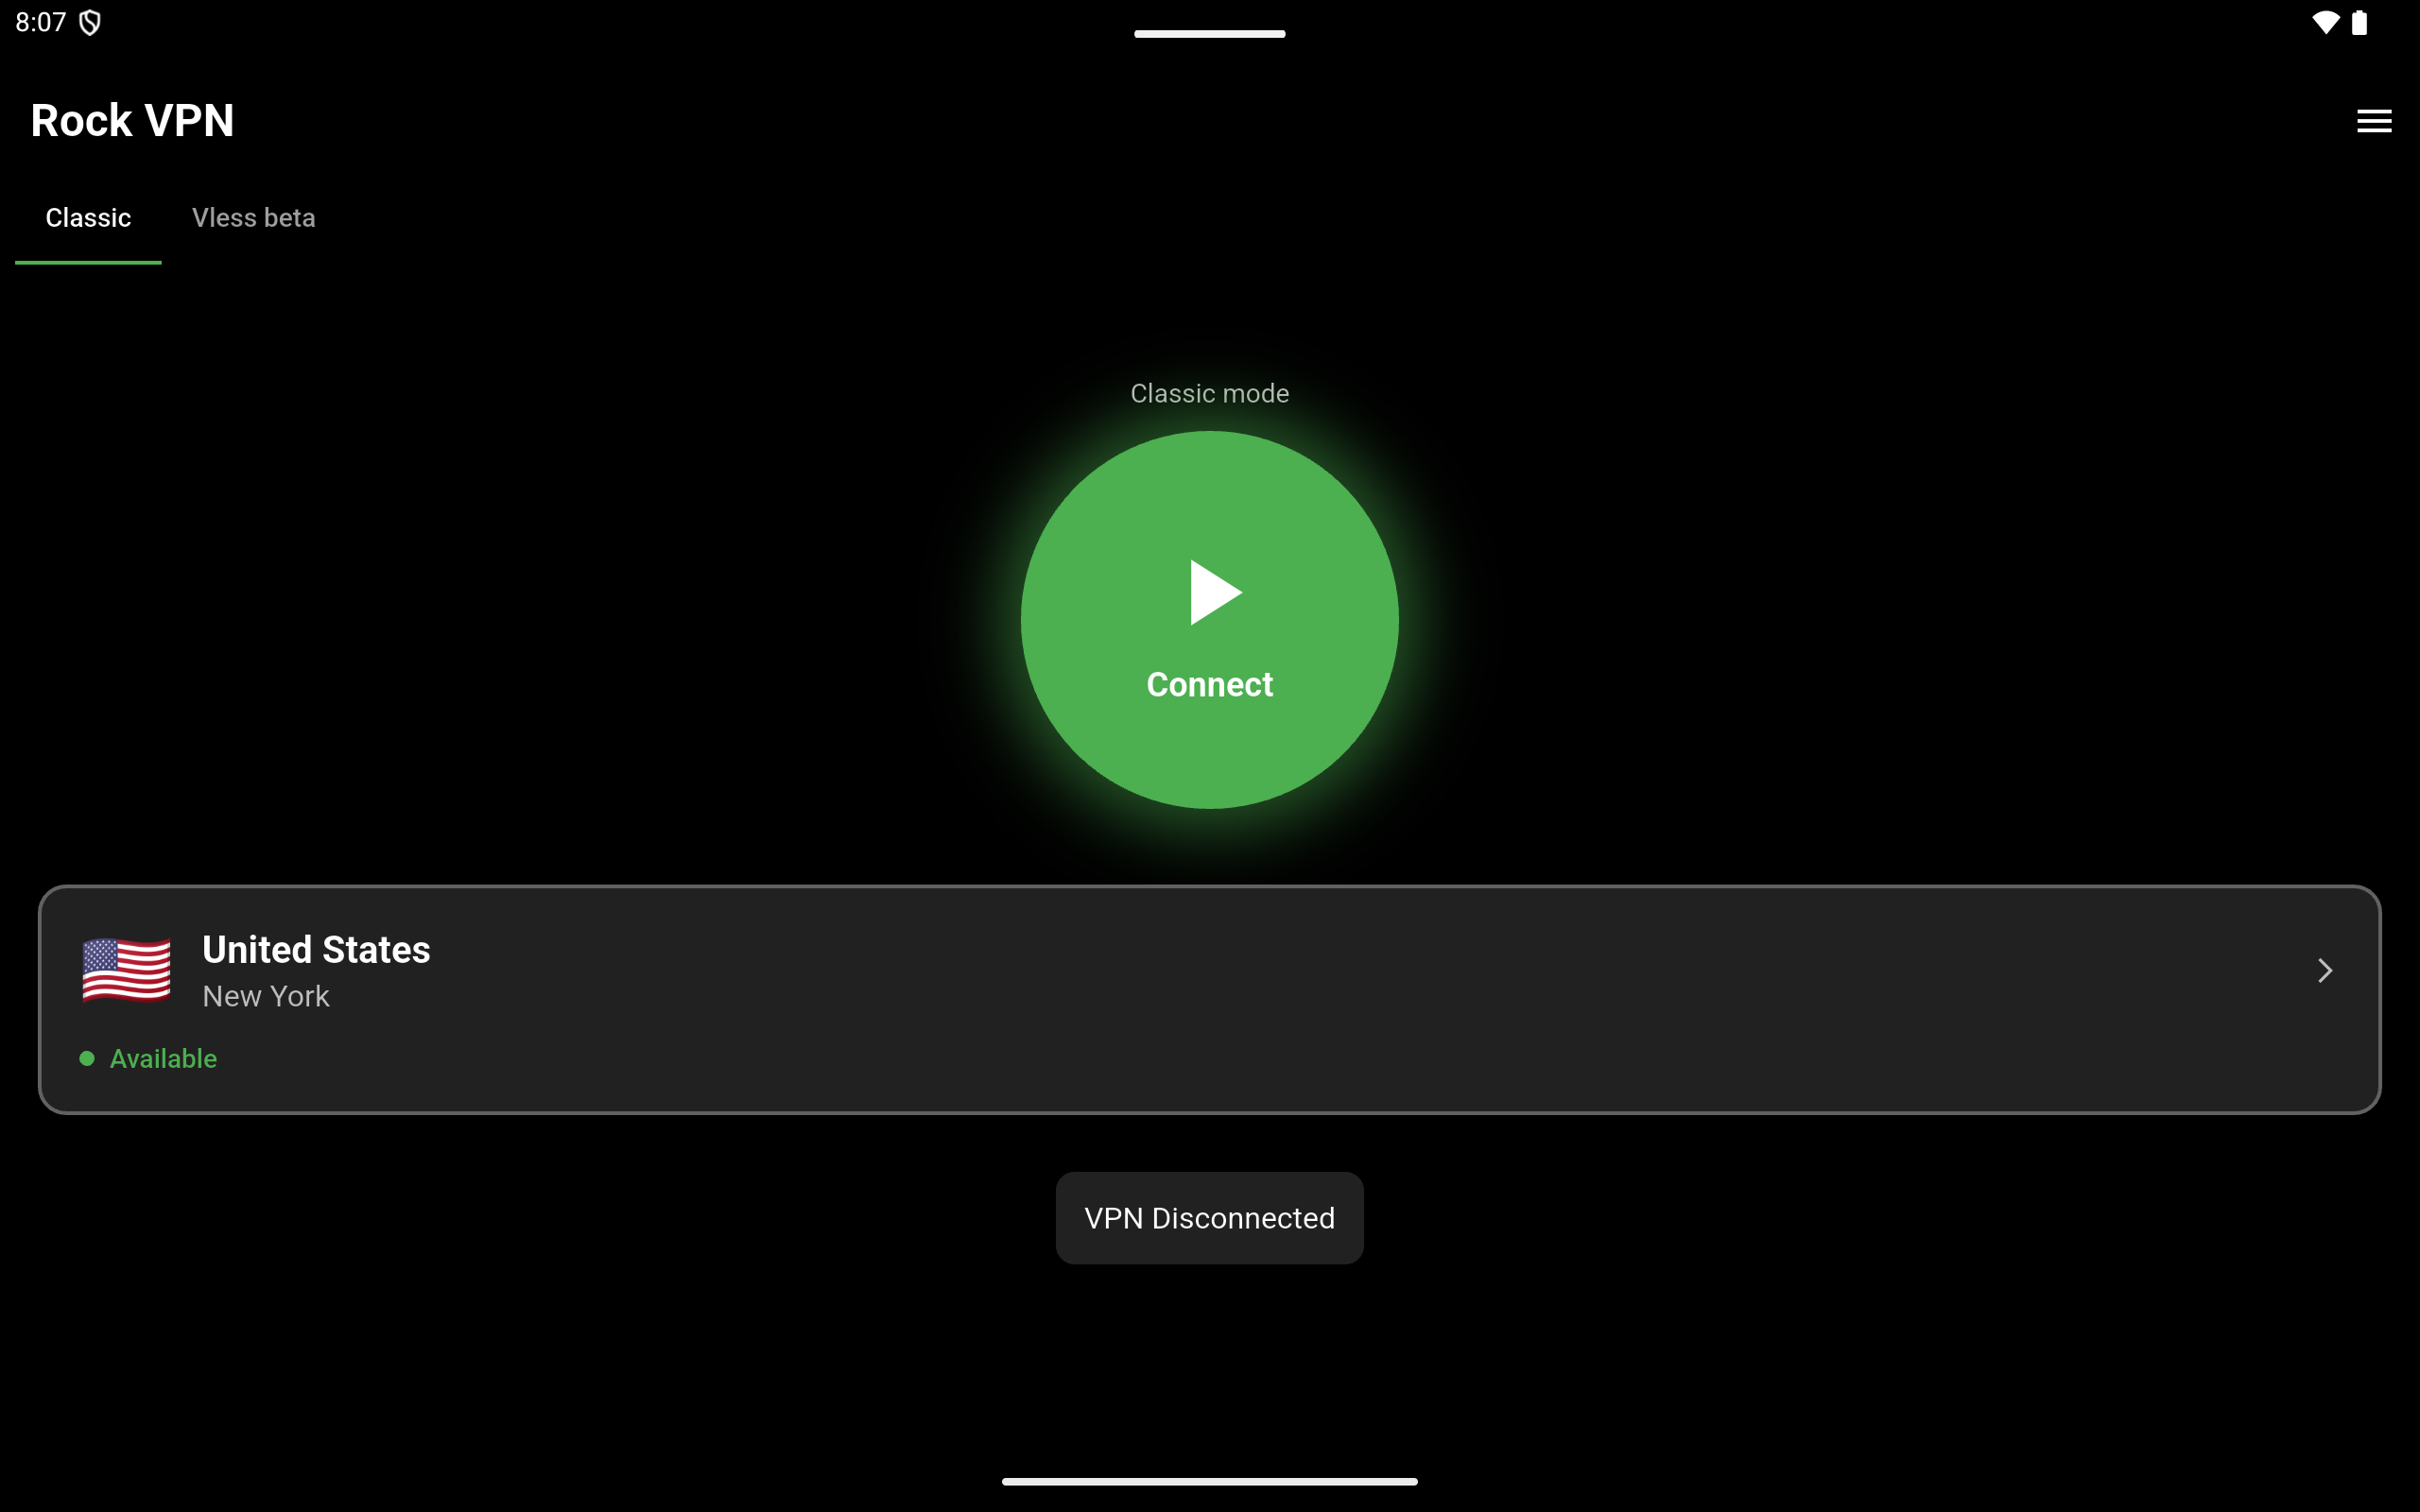 8:07
Rock VPN
Classic
Vless beta
Classic mode
Connect
United States
New York
Available
VPN Disconnected